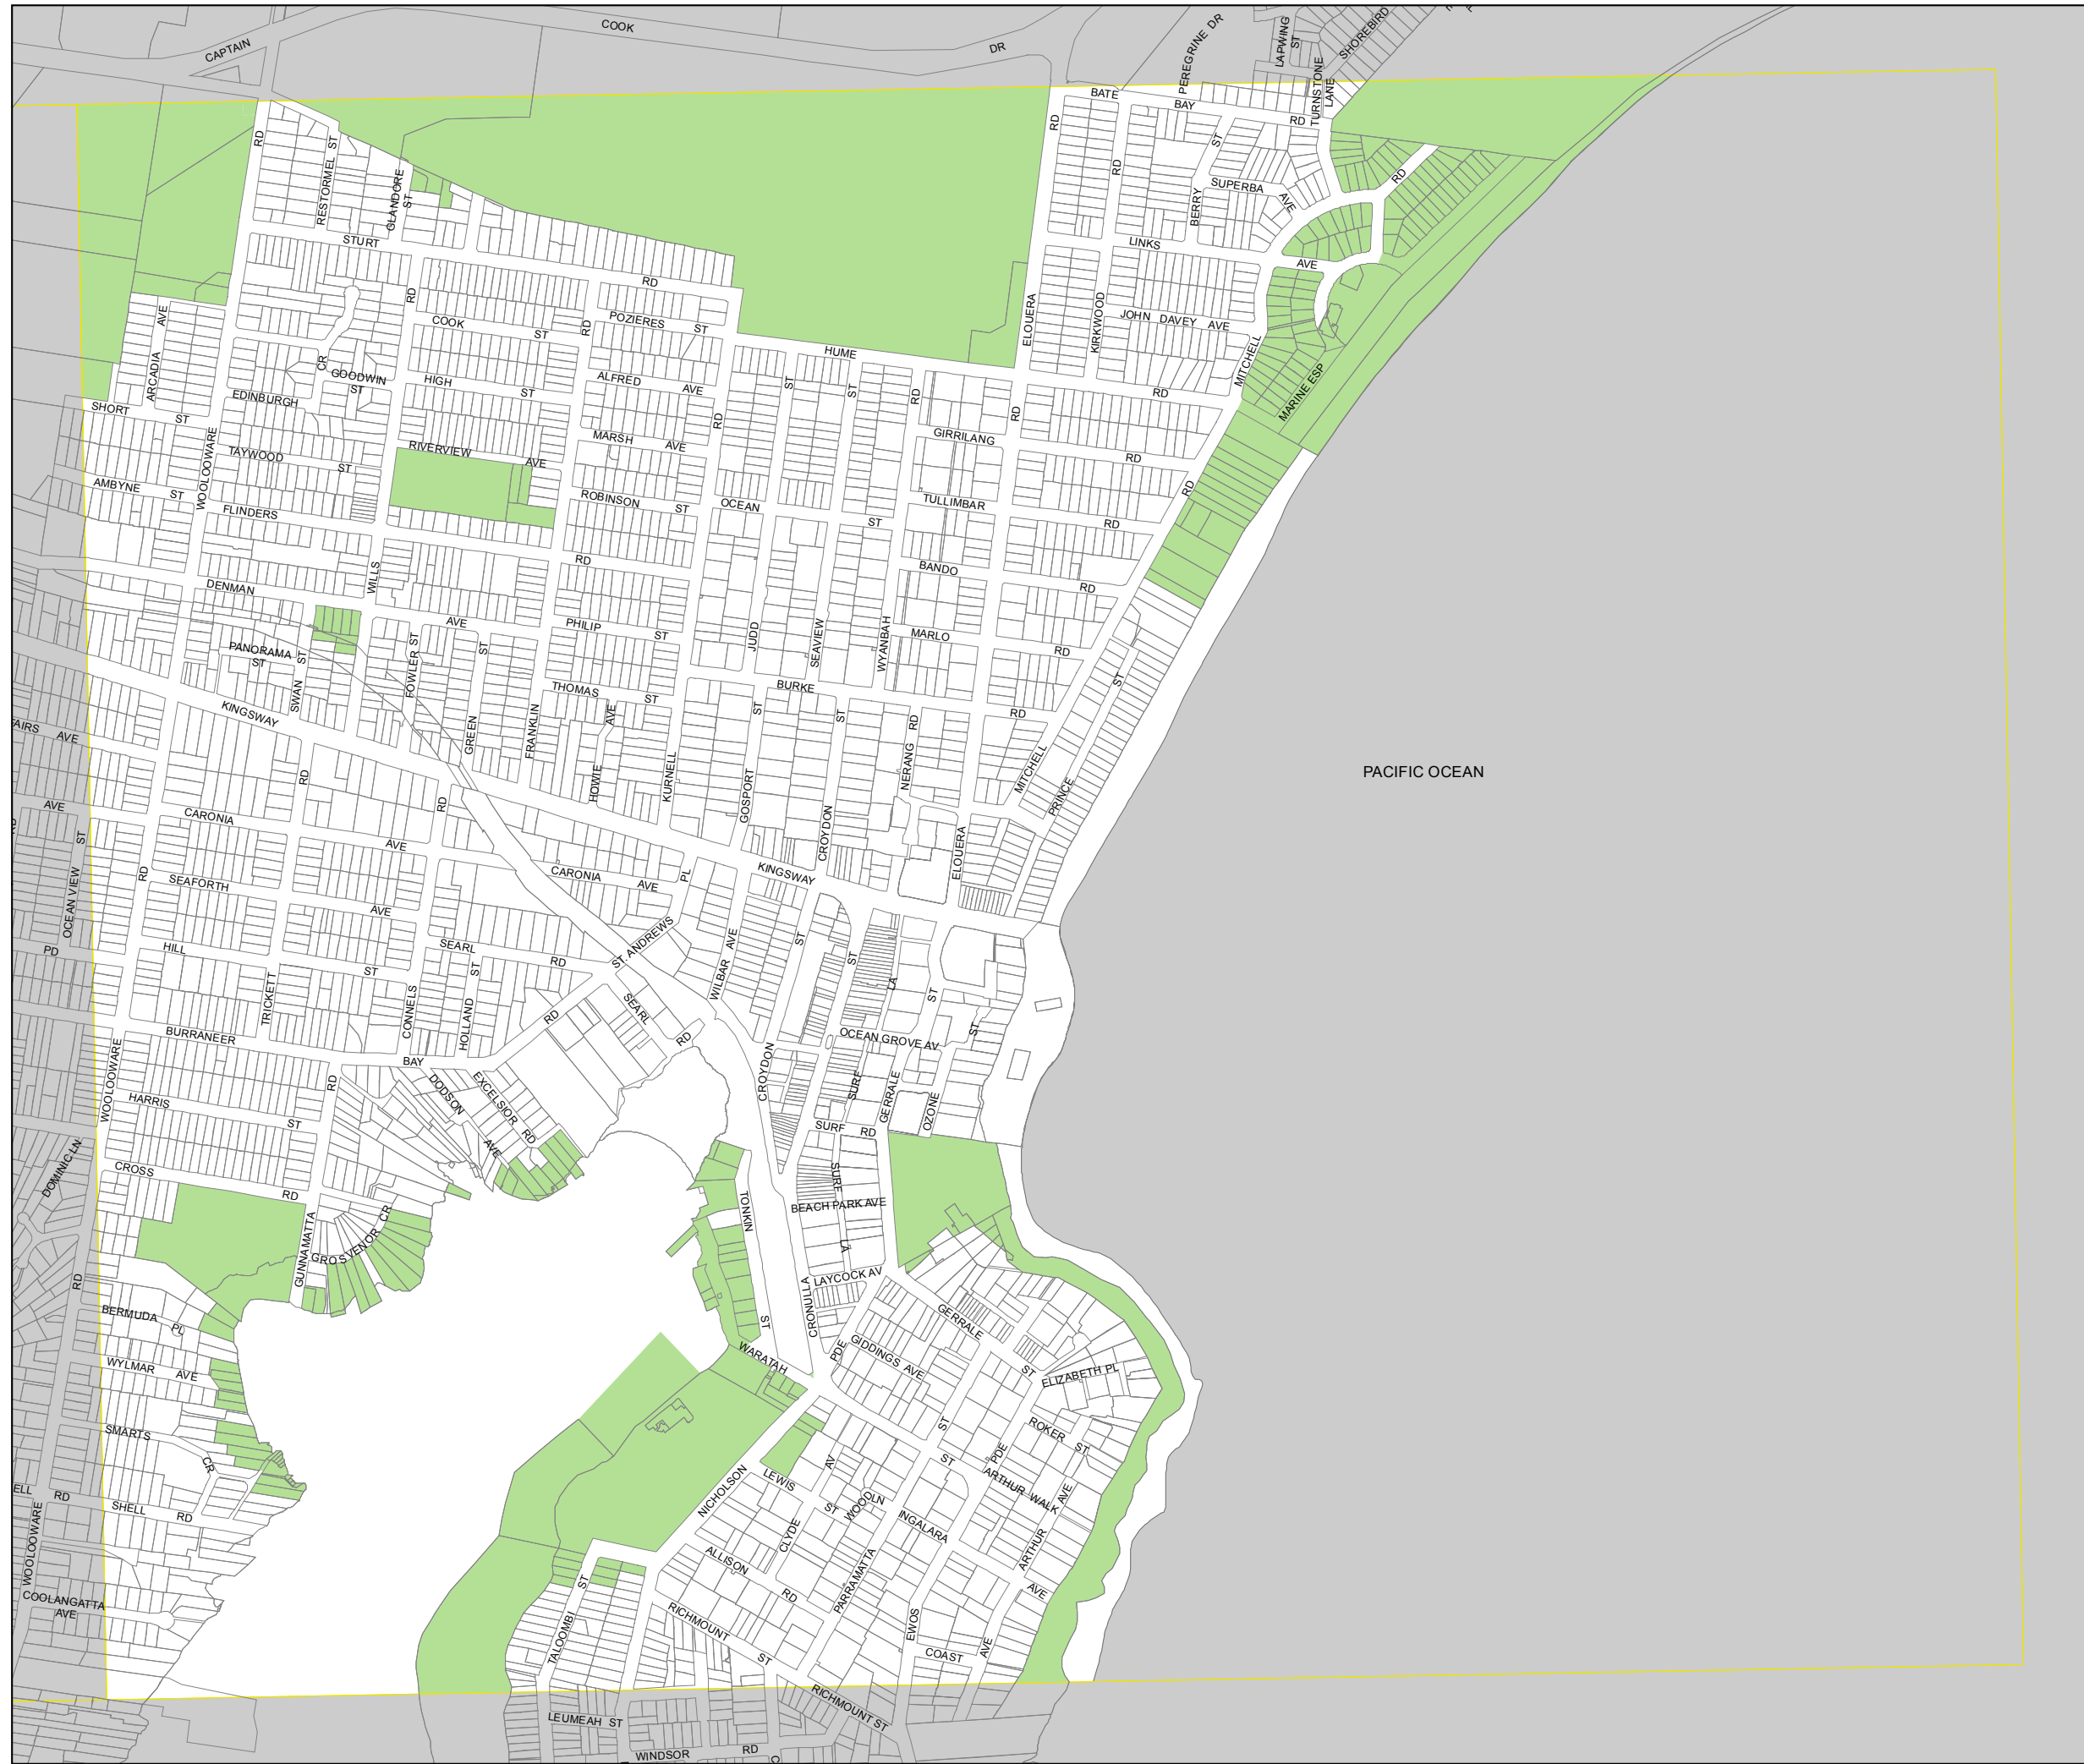 COOK
CAPTAIN
DR
PEREGRINE DR
LAPWING
ST
SHOREBIRD
TURNSTONE
LANE
BATE
BAY
RD
RD
RD
RESTORMEL ST
GLANDORE
ST
RD
ST
SUPERBA
AVE
BERRY
RD
STURT
RD
LINKS
AVE
RD
ELOUERA
KIRKWOOD
JOHN DAVEY AVE
MITCHELL
MARINE ESP
ARCADIA
AVE
COOK
ST
RD
POZIERES
ST
HUME
RD
CR
GOODWIN
ST
HIGH
ST
ALFRED
AVE
RD
ST
ST
RD
RD
EDINBURGH
SHORT
ST
WOOLOOWARE
TAYWOOD
ST
RIVERVIEW
AVE
MARSH
AVE
GIRRILANG
RD
AMBYNE
ST
FLINDERS
RD
ROBINSON
ST
OCEAN
ST
TULLIMBAR
RD
RD
DENMAN
AVE
WILLS
BANDO
RD
PHILIP
ST
JUDD
SEAVIEW
WYANBAH
MARLO
RD
PANORAMA
ST
SWAN
ST
FOWLER ST
GREEN
ST
FRANKLIN
THOMAS
ST
HOWIE
AVE
KURNELL
BURKE
RD
ST
GOSPORT
ST
CROYDON
NERANG
RD
MITCHELL
PRINCE
ST
KINGSWAY
RD
RD
AIRS AVE
AVE
PACIFIC OCEAN
CARONIA
AVE
CARONIA
AVE
PL
KINGSWAY
ELOUERA
OCEAN VIEW
ST
RD
SEAFORTH
AVE
PD
HILL
ST
SEARL
RD
ST. ANDREWS
RD
WILBAR
AVE
ST
ST
LA
ST
TRICKETT
CONNELS
HOLLAND
ST
SEARL
RD
OCEAN GROVE AV
ST
BURRANEER
BAY
WOOLOOWARE
RD
DODSON
AVE
EXCELSIOR
RD
CROYDON
SURF
GERRALE
OZONE
HARRIS
ST
SURF
RD
DOMINIC LN
CROSS
RD
GUNNAMATTA
GROSVENOR
CR
TONKIN
ST
SURF
LA
BEACH PARK AVE
LAYCOCK AV
CRONULLA
PDE
RD
BERMUDA
PL
GERRALE
ST
GIDDINGS AVE
ELIZABETH PL
WYLMAR
AVE
WARATAH
ST
ST
SMARTS
CR
ROKER
ST
PDE
ARTHUR WALK
ELL
RD
SHELL
RD
NICHOLSON
LEWIS
ST
AV
CLYDE
WOODLN
INGALARA
AVE
ARTHUR
AVE
WOOLOOWARE
ALLISON
RD
PARRAMATTA
EWOS
COOLANGATTA
AVE
TALOOMBI
ST
RICHMOUNT
ST
COAST
AVE
RICHMOUNT ST
LEUMEAH ST
WINDSOR
RD